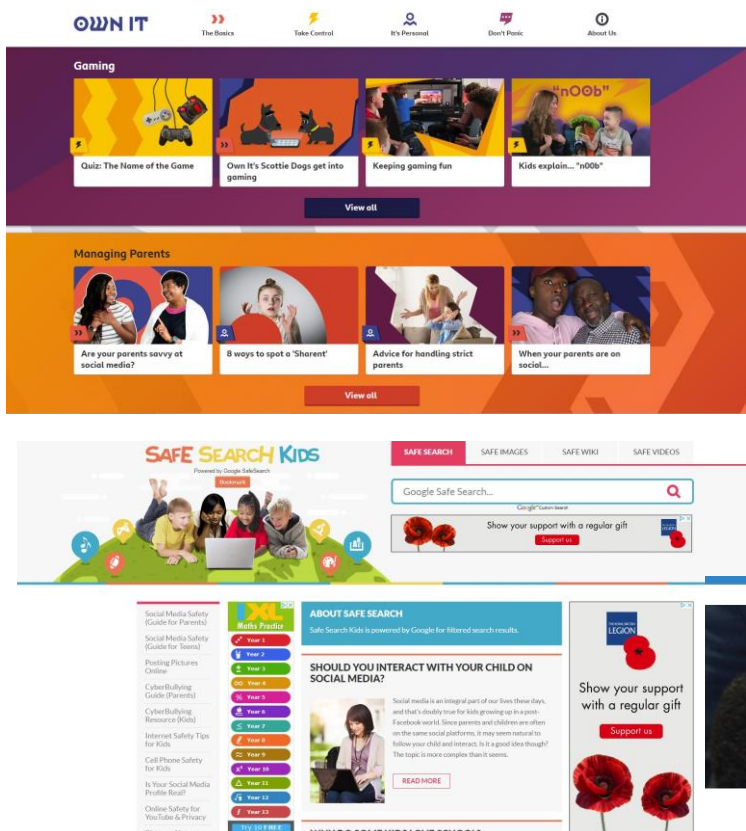 OWN IT
The Basics
Take Control
It's Personal
Don't Panic
About Us
Gaming
"nOOb"
Quiz: The Name of the Game
Own It's Scottie Dogs get into
gaming
Keeping gaming fun
Kids explain... "n00b"
View all
Managing Parents
Are your parents savvy at
social media?
8 ways to spot a 'Sharent'
Advice for handling strict
parents
When your parents are on
social...
View all
SAFE SEARCH KIDS
Powered by Google SafeSearch
Bookmark
SAFE SEARCH
SAFE IMAGES
SAFE WIKI
SAFE VIDEOS
Google Safe Search...
Google Custom Search
Show your support with a regular gift
Support us
Social Media Safety
(Guide for Parents)
Social Media Safety
(Guide for Teens)
Posting Pictures
Online
CyberBullying
Guide (Parents)
CyberBullying
Resource (Kids)
Internet Safety Tips
for Kids
Cell Phone Safety
for Kids
Is Your Social Media
Profile Real?
Online Safety for
YouTube & Privacy
IXL
Maths Practice
Year 1
Year 2
Year 3
Year 4
Year 5
Year 6
Year 7
Year 8
Year 9
Year 10
Year 11
Year 12
Year 13
Try 10 FREE
ABOUT SAFE SEARCH
Safe Search Kids is powered by Google for filtered search results.
SHOULD YOU INTERACT WITH YOUR CHILD ON
SOCIAL MEDIA?
Social media is an integral part of our lives these days,
and that's doubly true for kids growing up in a post-
Facebook world. Since parents and children are often
on the same social platforms, it may seem natural to
follow your child and interact. Is it a good idea though?
The topic is more complex than it seems.
READ MORE
LEGION
Show your support
with a regular gift
Support us